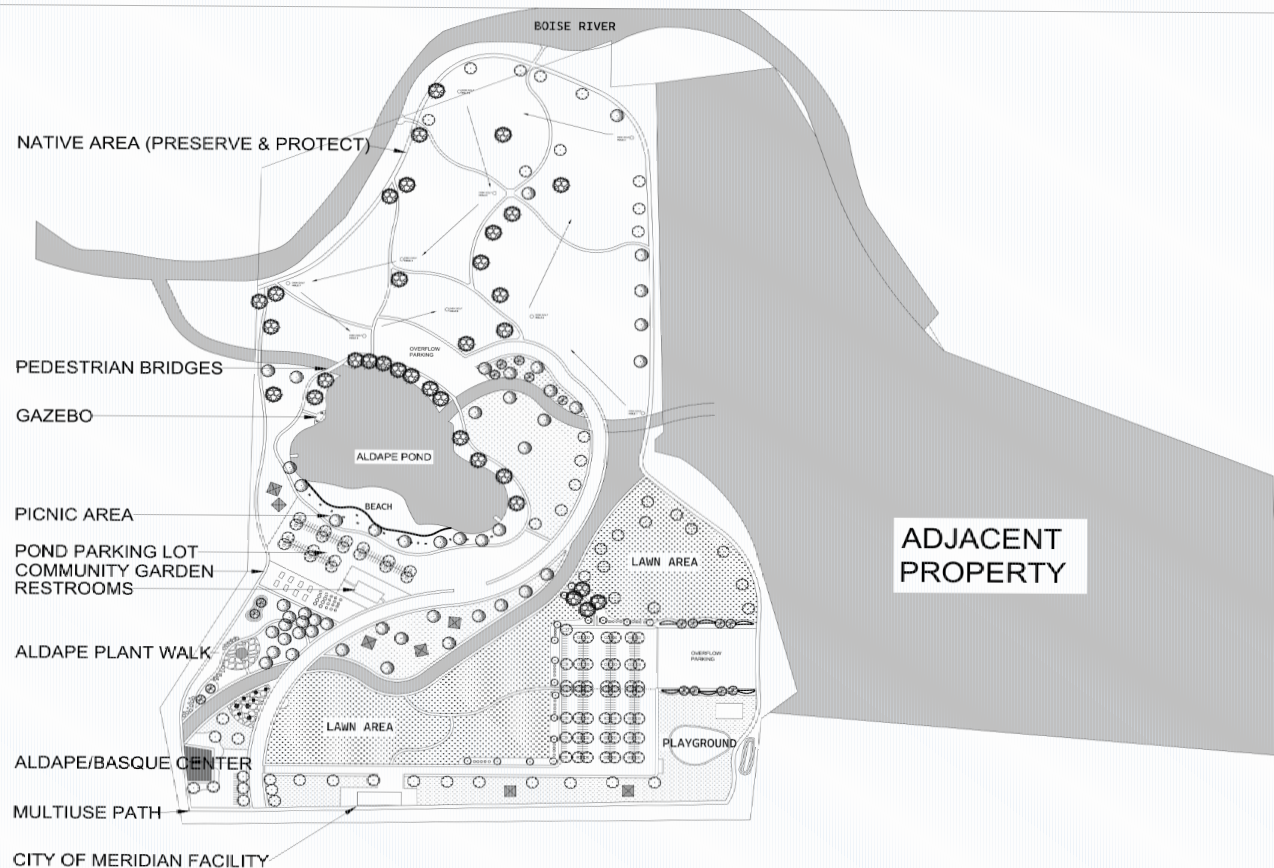 BOISE RIVER
NATIVE AREA (PRESERVE & PROTECT)
OVERFLOW
PARKING
PEDESTRIAN BRIDGES
GAZEBO
ALDAPE POND
BEACH
PICNIC AREA
POND PARKING LOT
COMMUNITY GARDEN
RESTROOMS
LAWN AREA
ADJACENT
PROPERTY
ALDAPE PLANT WALK
OVERFLOW
PARKING
LAWN AREA
PLAYGROUND
ALDAPE/BASQUE CENTER
MULTIUSE PATH
CITY OF MERIDIAN FACILITY